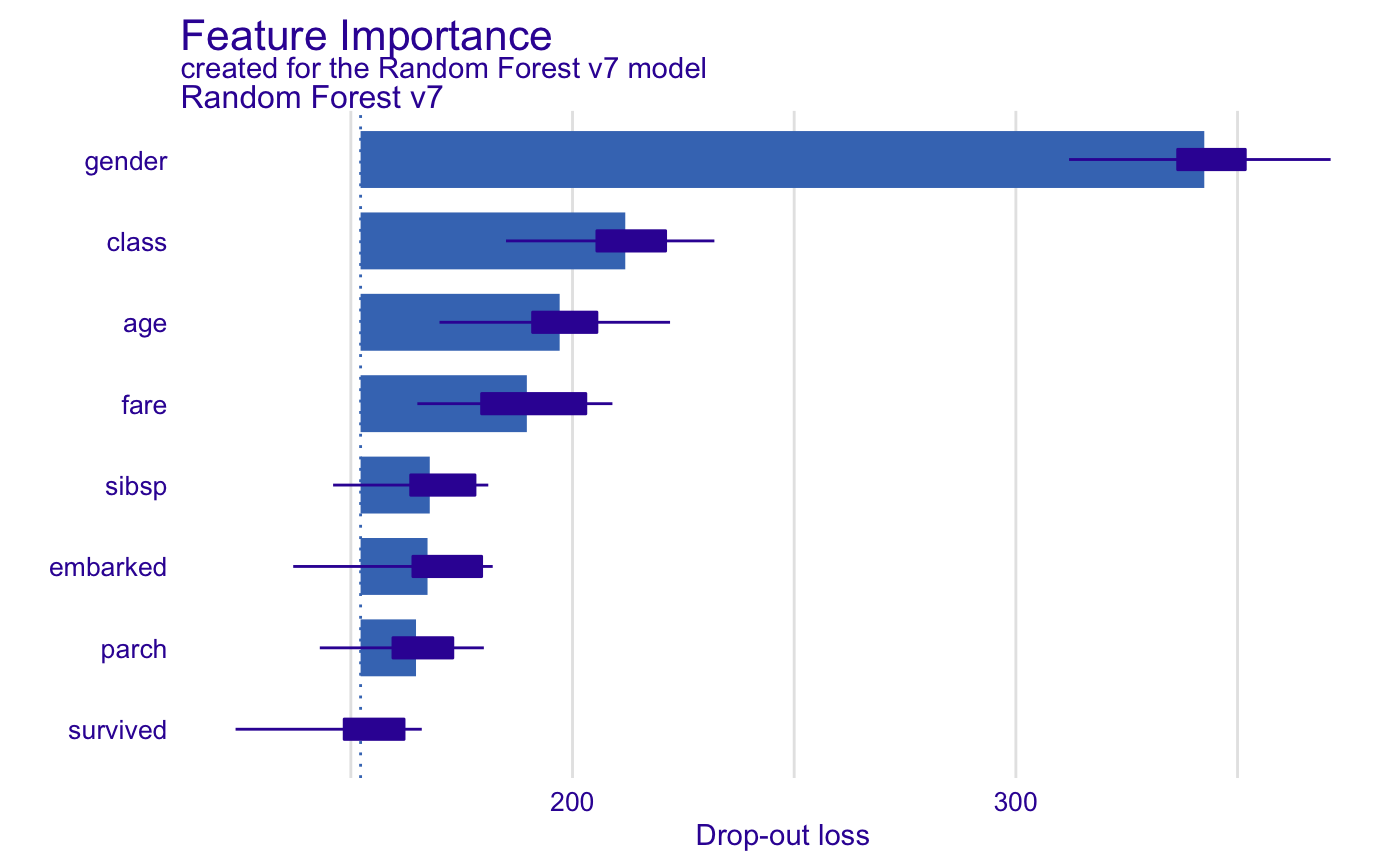 Feature Importance
created for the Random Forest v7 model
Random Forest v7
gender
class
age
fare
sibsp
embarked
parch
survived
200
300
Drop-out loss